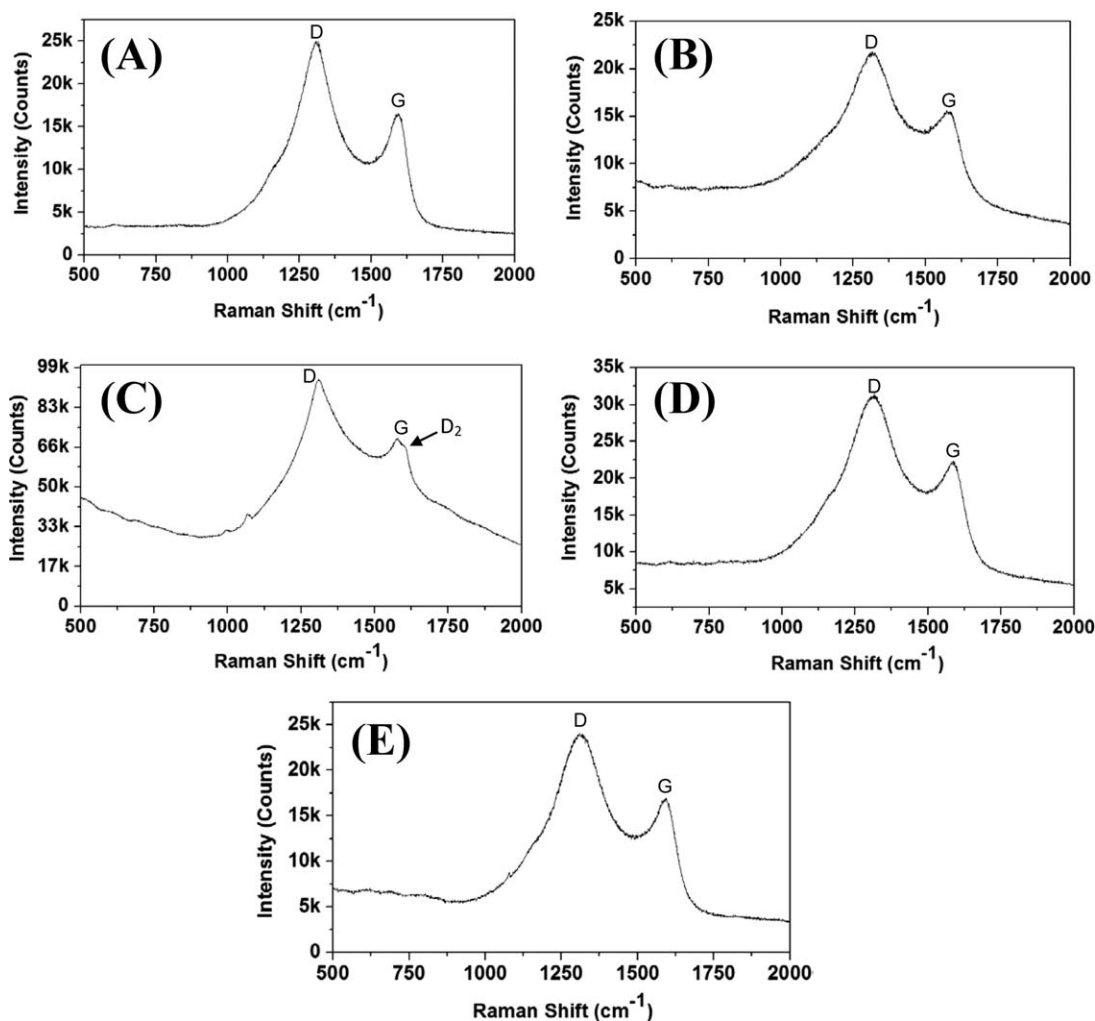 (A)
D
G
25k
20k
15k
10k
5k
0
500 750 1000 1250 1500 1750 2000
Intensity (Counts)
Raman Shift (cm-1)
(B)
D
G
25k
20k
15k
10k
5k
0
500 750 1000 1250 1500 1750 2000
Intensity (Counts)
Raman Shift (cm-1)
(C)
D
G
D2
99k
83k
66k
50k
33k
17k
0
500 750 1000 1250 1500 1750 2000
Intensity (Counts)
Raman Shift (cm-1)
(D)
D
G
35k
30k
25k
20k
15k
10k
5k
500 750 1000 1250 1500 1750 2000
Intensity (Counts)
Raman Shift (cm-1)
(E)
D
G
25k
20k
15k
10k
5k
0
500 750 1000 1250 1500 1750 2000
Intensity (Counts)
Raman Shift (cm-1)